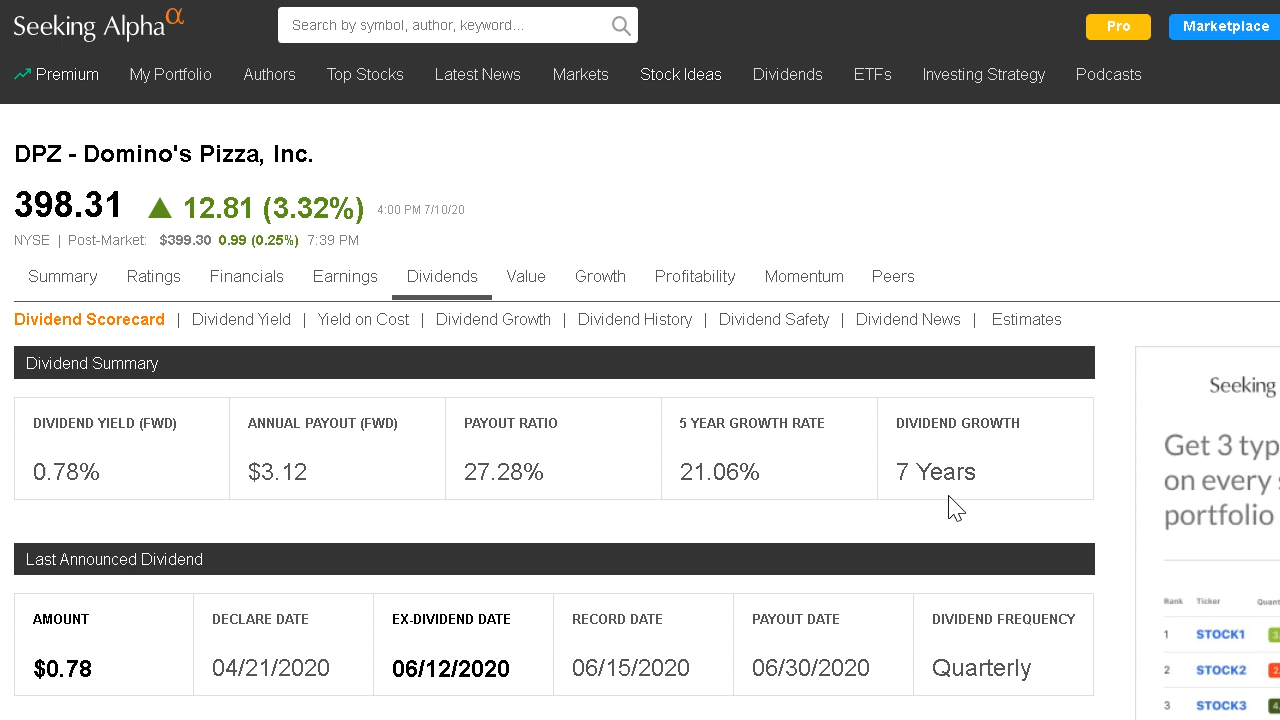 Seeking Alpha α
Search by symbol, author, keyword...
Pro
Marketplace
Premium My Portfolio Authors Top Stocks Latest News Markets Stock Ideas Dividends ETFs Investing Strategy Podcasts
DPZ - Domino's Pizza, Inc.
398.31 ▲ 12.81 (3.32%) 4:00 PM 7/10/20
NYSE | Post-Market: $399.30 0.99 (0.25%) 7:39 PM
Summary Ratings Financials Earnings Dividends Value Growth Profitability Momentum Peers
Dividend Scorecard | Dividend Yield | Yield on Cost | Dividend Growth | Dividend History | Dividend Safety | Dividend News | Estimates
Dividend Summary
DIVIDEND YIELD (FWD) ANNUAL PAYOUT (FWD) PAYOUT RATIO 5 YEAR GROWTH RATE DIVIDEND GROWTH
0.78% $3.12 27.28% 21.06% 7 Years
Last Announced Dividend
AMOUNT DECLARE DATE EX-DIVIDEND DATE RECORD DATE PAYOUT DATE DIVIDEND FREQUENCY
$0.78 04/21/2020 06/12/2020 06/15/2020 06/30/2020 Quarterly
Seeking
Get 3 typ
on every
portfolio
Rank Ticker Quant
1 STOCK1
2 STOCK2
3 STOCK3